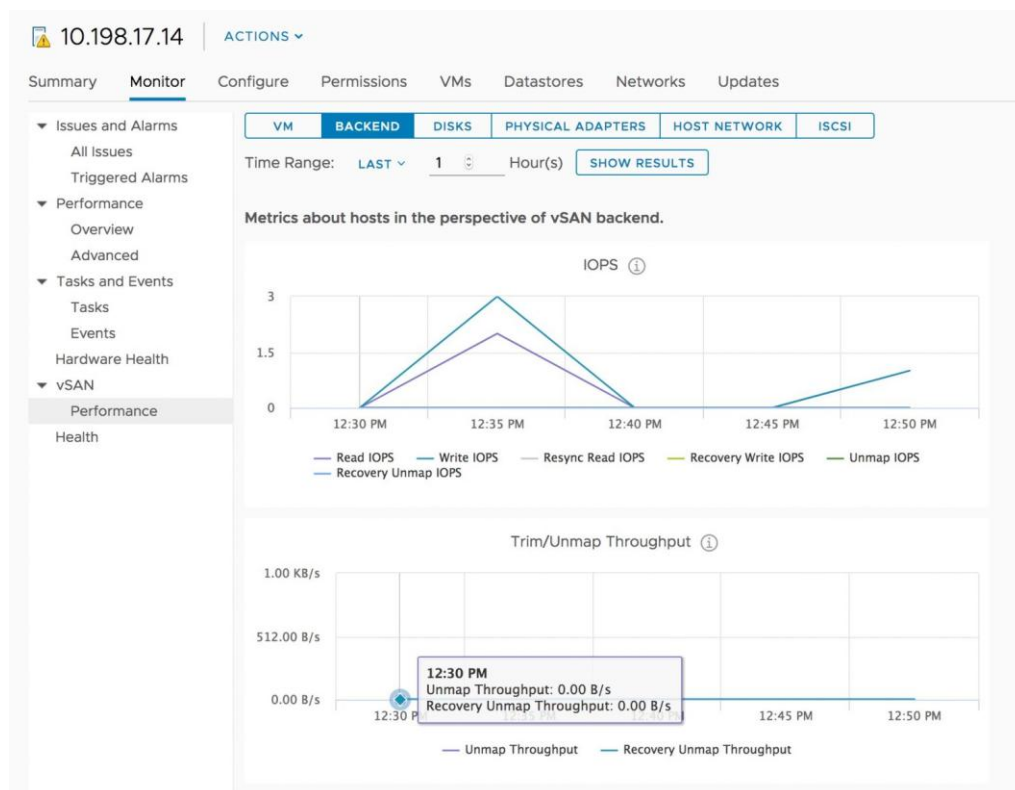 10.198.17.14 ACTIONS
Summary Monitor Configure Permissions VMs Datastores Networks Updates
Issues and Alarms
All Issues
Triggered Alarms
Performance
Overview
Advanced
Tasks and Events
Tasks
Events
Hardware Health
vSAN
Performance
Health
VM BACKEND DISKS PHYSICAL ADAPTERS HOST NETWORK ISCSI
Time Range: LAST 1 Hour(s) SHOW RESULTS
Metrics about hosts in the perspective of vSAN backend.
IOPS
3
1.5
0
12:30 PM 12:35 PM 12:40 PM 12:45 PM 12:50 PM
Read IOPS Write IOPS Resync Read IOPS Recovery Write IOPS Unmap IOPS
Recovery Unmap IOPS
Trim/Unmap Throughput
1.00 KB/s
512.00 B/s
0.00 B/s
12:30 PM
Unmap Throughput: 0.00 B/s
Recovery Unmap Throughput: 0.00 B/s
12:30 P 12:35 PM 12:40 PM 12:45 PM 12:50 PM
Unmap Throughput Recovery Unmap Throughput